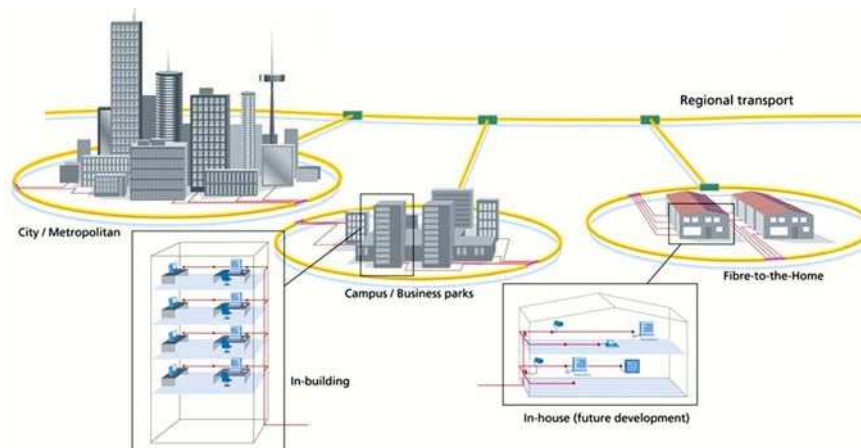 Regional transport
City / Metropolitan
Campus / Business parks
Fibre-to-the-Home
In-building
In-house (future development)